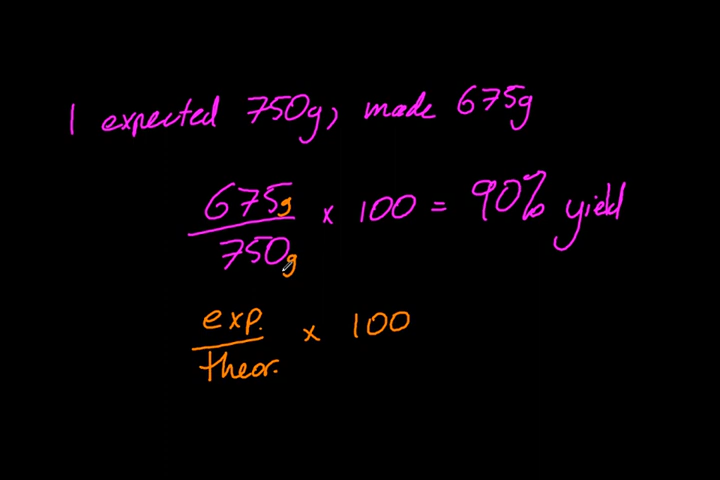 I expected 750g, made 675g
675g
750g
× 100 = 90% yield
exp.
theor.
× 100